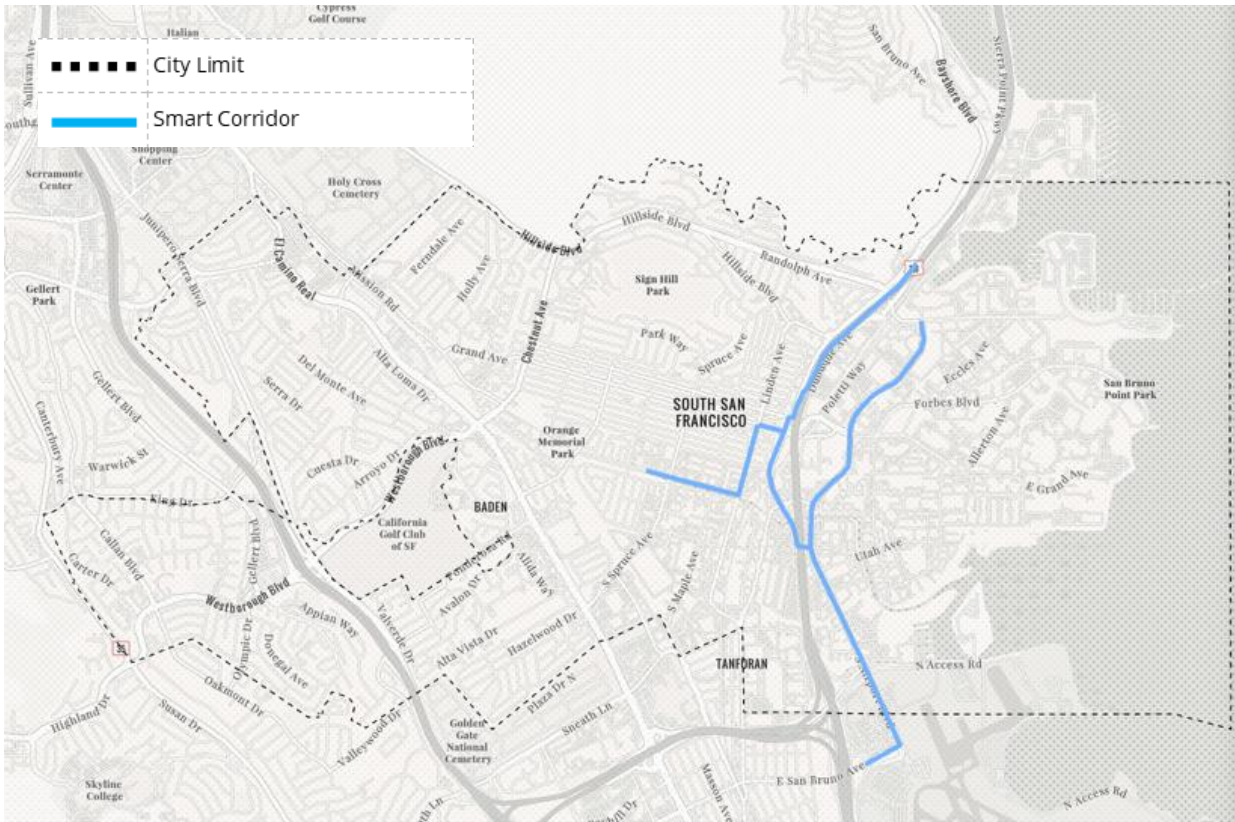 Cypress
Golf Course
Italian
City Limit
Smart Corridor
Sullivan Ave
Shopping
Center
Serramonte
Center
Holy Cross
Cemetery
San Bruno Ave
Bayshore Blvd
Sierra Point Pkwy
Junipero Serra Blvd
El Camino Real
Mission Rd
Ferndale Ave
Holly Ave
Hillside Blvd
Hillside Blvd
Randolph Ave
Hillside Blvd
Sign Hill
Park
Gellert
Park
Chestnut Ave
Grand Ave
Park Way
Spruce Ave
Linden Ave
Dubuque Ave
Poletti Way
Eccles Ave
Forbes Blvd
Allerton Ave
E Grand Ave
San Bruno
Point Park
Alta Loma Dr
Del Monte Ave
Serra Dr
Gellert Blvd
Canterbury Ave
Warwick St
SOUTH SAN
FRANCISCO
Orange
Memorial
Park
Cuesta Dr
Arroyo Dr
Westborough Blvd
BADEN
California
Golf Club
of SF
King Dr
Callan Blvd
Carter Dr
Gellert Blvd
Westborough Blvd
Appian Way
Valverde Dr
Ponderosa Rd
Avalon Dr
Alida Way
S Spruce Ave
S Maple Ave
Utah Ave
Alta Vista Dr
Hazelwood Dr
TANFORAN
N Access Rd
Olympic Dr
Donegal Ave
Oakmont Dr
Susan Dr
Highland Dr
Valleywood Dr
Plaza Dr N
Sneath Ln
Golden
Gate
National
Cemetery
Masson Ave
E San Bruno Ave
Skyline
College
N Access Rd